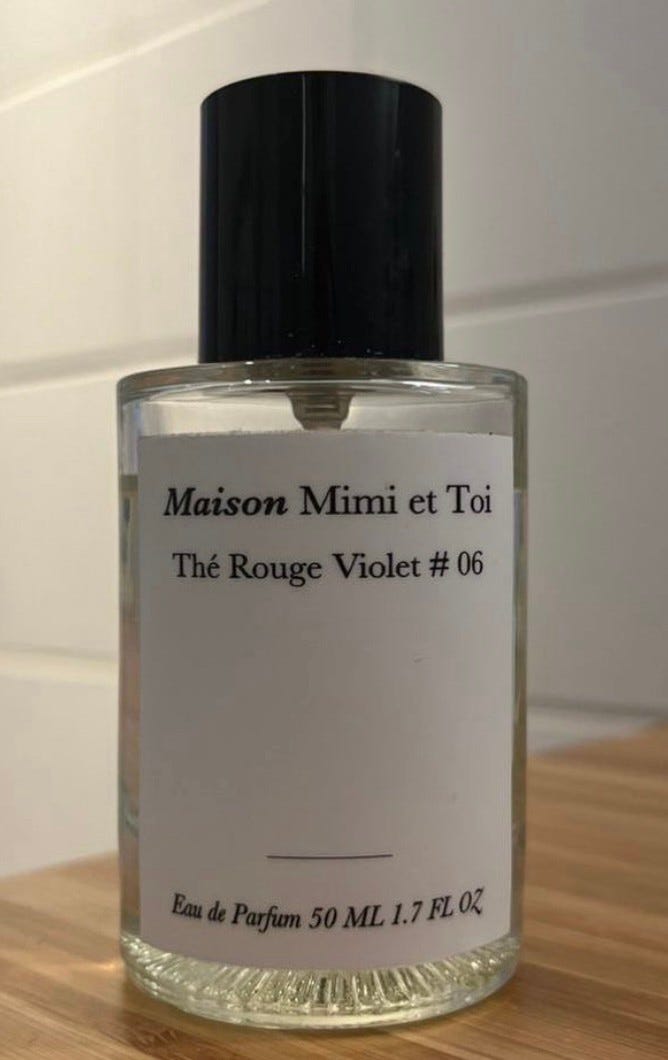 Maison Mimi et Toi
Thé Rouge Violet # 06
Eau de Parfum 50 ML 1.7 FL OZ